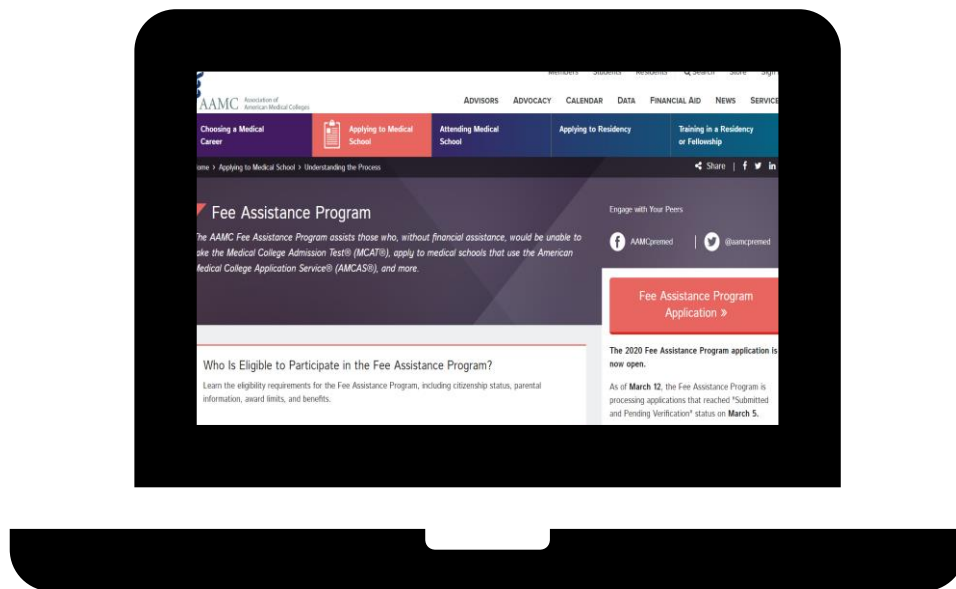 Members Students Residents Search Store Sign
AAMC Association of
American Medical Colleges
ADVISORS ADVOCACY CALENDAR DATA FINANCIAL AID NEWS SERVICE
Choosing a Medical
Career
Applying to Medical
School
Attending Medical
School
Applying to Residency
Training in a Residency
or Fellowship
ome > Applying to Medical School > Understanding the Process
Share | f in
Fee Assistance Program
The AAMC Fee Assistance Program assists those who, without financial assistance, would be unable to
ake the Medical College Admission Test® (MCAT®), apply to medical schools that use the American
Medical College Application Service® (AMCAS®), and more.
Engage with Your Peers
f AAMCpremed | @aamcpremed
Fee Assistance Program
Application »
The 2020 Fee Assistance Program application is
now open.
As of March 12, the Fee Assistance Program is
processing applications that reached "Submitted
and Pending Verification" status on March 5.
Who Is Eligible to Participate in the Fee Assistance Program?
Learn the eligibility requirements for the Fee Assistance Program, including citizenship status, parental
information, award limits, and benefits.